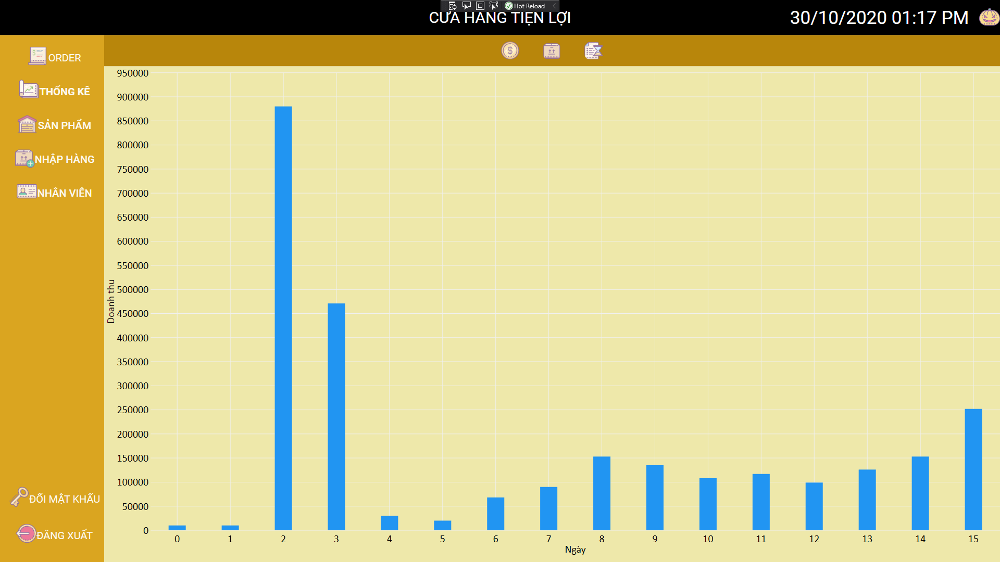 Hot Reload
CỬA HÀNG TIỆN LỢI
30/10/2020 01:17 PM
ORDER
THỐNG KÊ
SẢN PHẨM
NHẬP HÀNG
NHÂN VIÊN
ĐỔI MẬT KHẨU
ĐĂNG XUẤT
Doanh thu
950000
900000
850000
800000
750000
700000
650000
600000
550000
500000
450000
400000
350000
300000
250000
200000
150000
100000
50000
0
0 1 2 3 4 5 6 7 8 9 10 11 12 13 14 15
Ngày